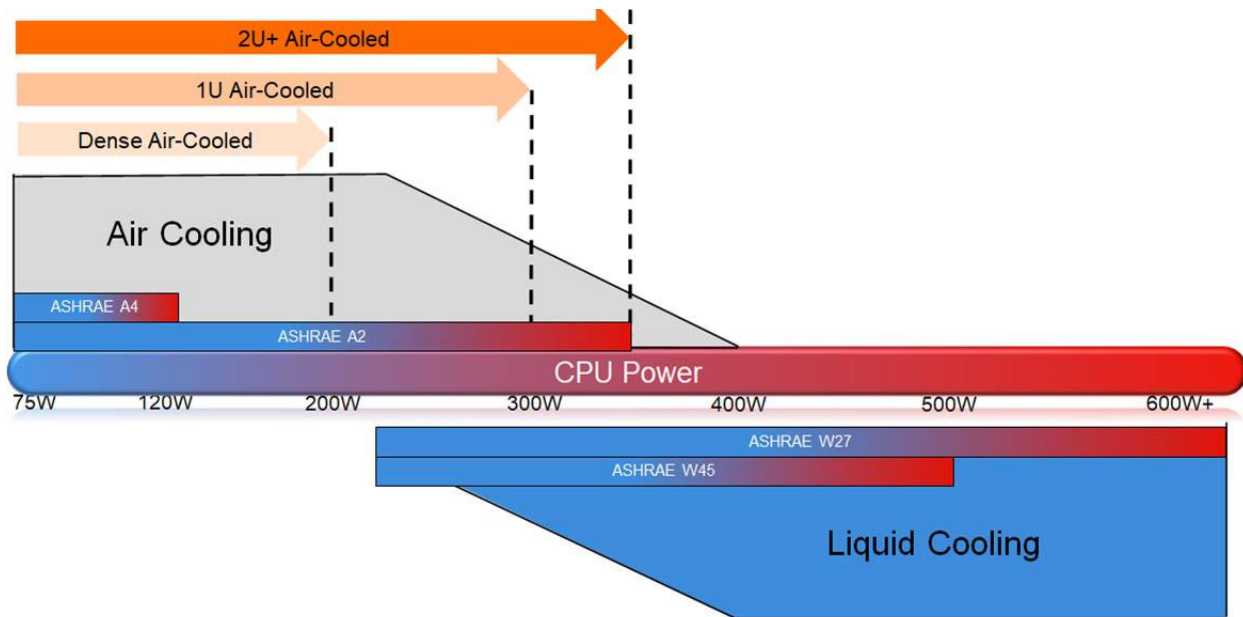 2U+ Air-Cooled
1U Air-Cooled
Dense Air-Cooled
Air Cooling
ASHRAE A4
ASHRAE A2
CPU Power
75W 120W 200W 300W 400W 500W 600W+
ASHRAE W27
ASHRAE W45
Liquid Cooling